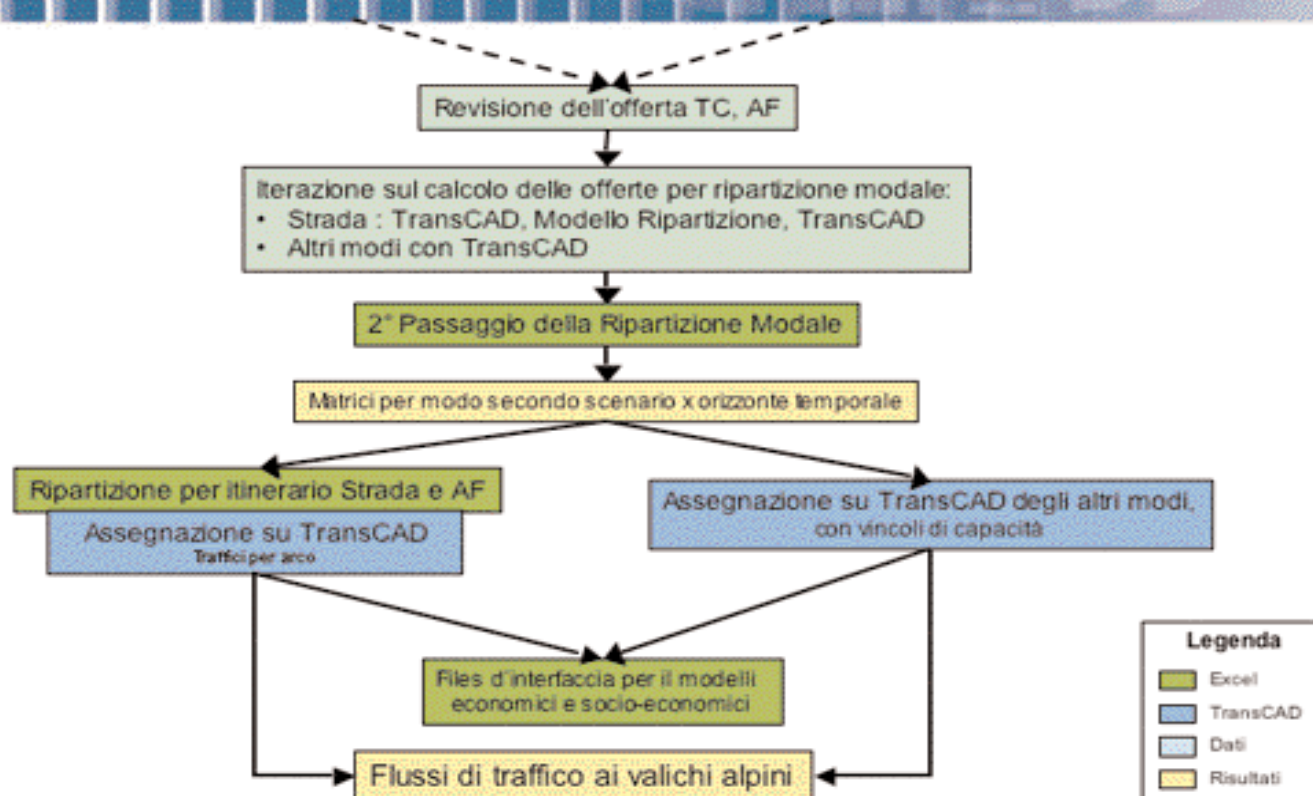 Revisione dell'offerta TC, AF
Iterazione sul calcolo delle offerte per ripartizione modale:
• Strada : TransCAD, Modello Ripartizione, TransCAD
• Altri modi con TransCAD
2° Passaggio della Ripartizione Modale
Matrici per modo secondo scenario x orizzonte temporale
Ripartizione per itinerario Strada e AF
Assegnazione su TransCAD
Traffici per arco
Assegnazione su TransCAD degli altri modi,
con vincoli di capacità
Files d'interfaccia per il modelli
economici e socio-economici
Flussi di traffico ai valichi alpini
Legenda
Excel
TransCAD
Dati
Risultati